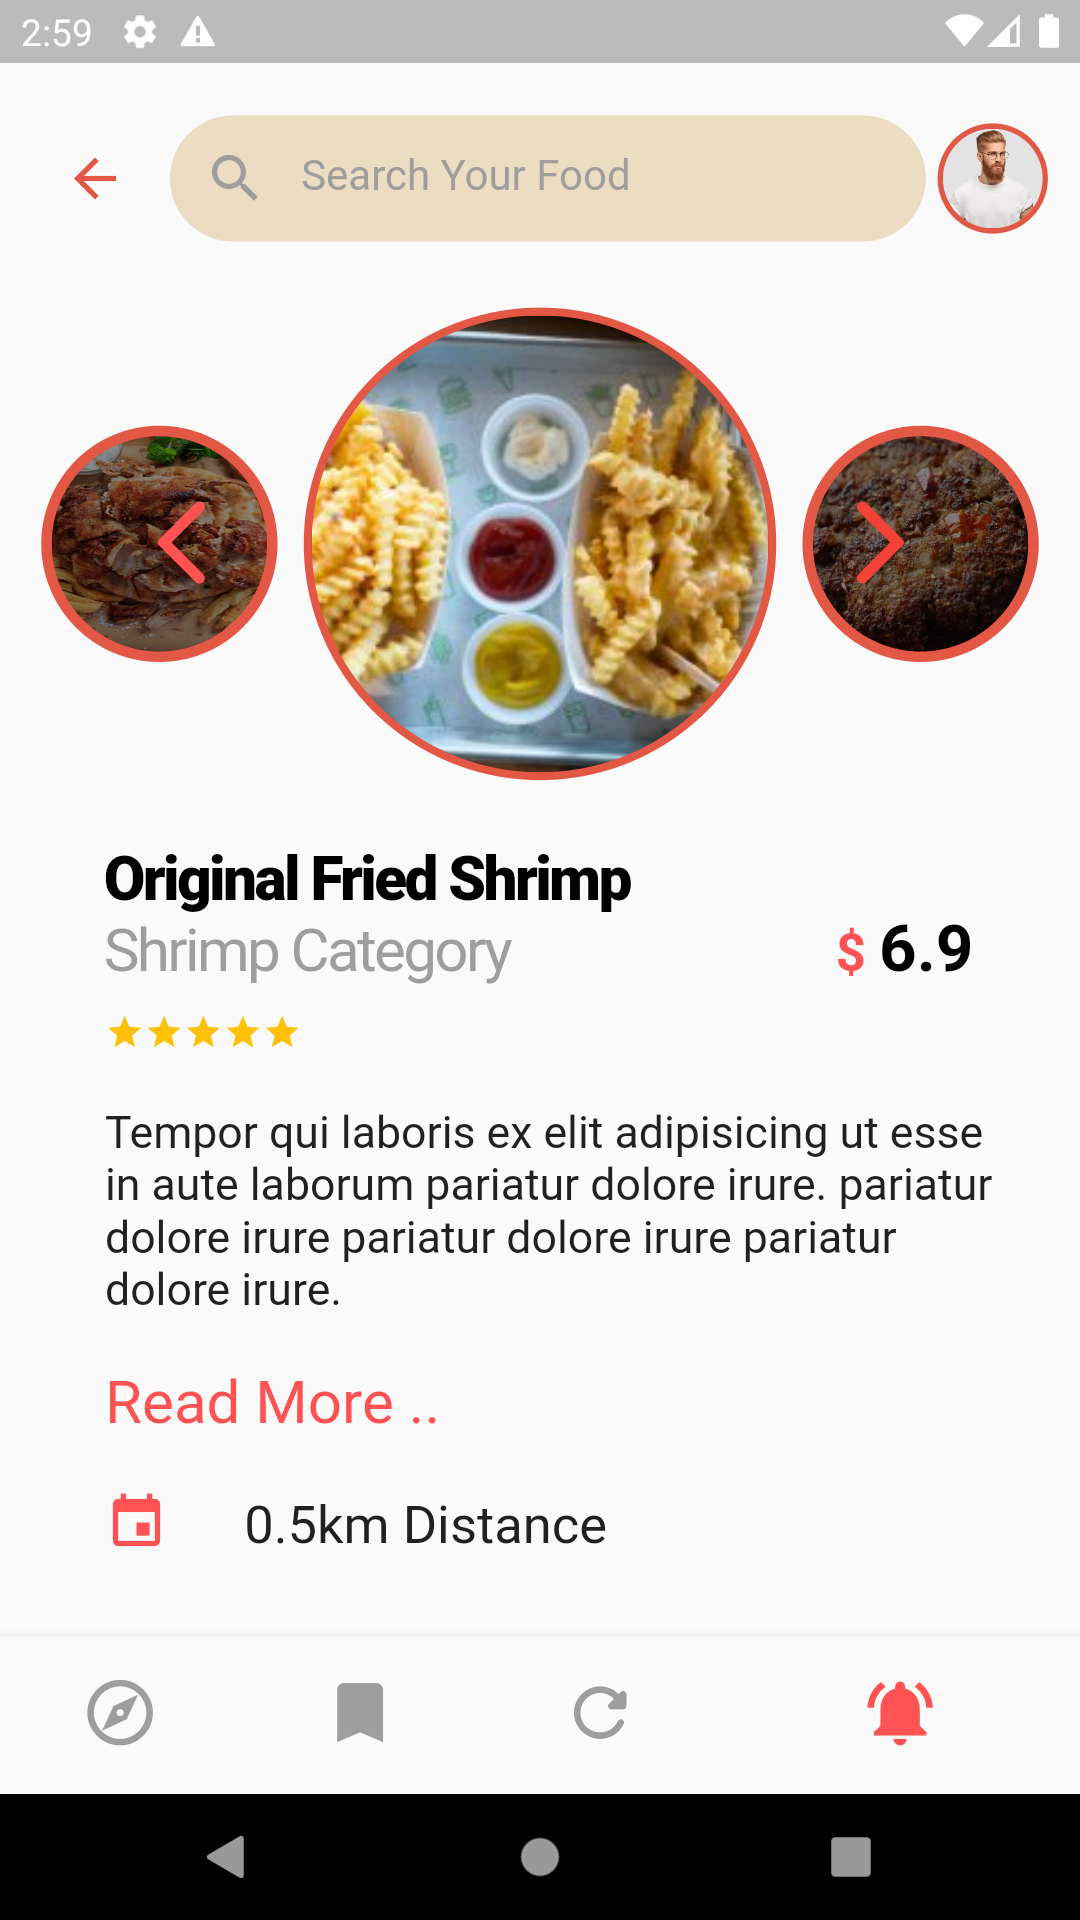 2:59
Search Your Food
Original Fried Shrimp
Shrimp Category
$ 6.9
Tempor qui laboris ex elit adipisicing ut esse
in aute laborum pariatur dolore irure. pariatur
dolore irure pariatur dolore irure pariatur
dolore irure.
Read More ..
0.5km Distance